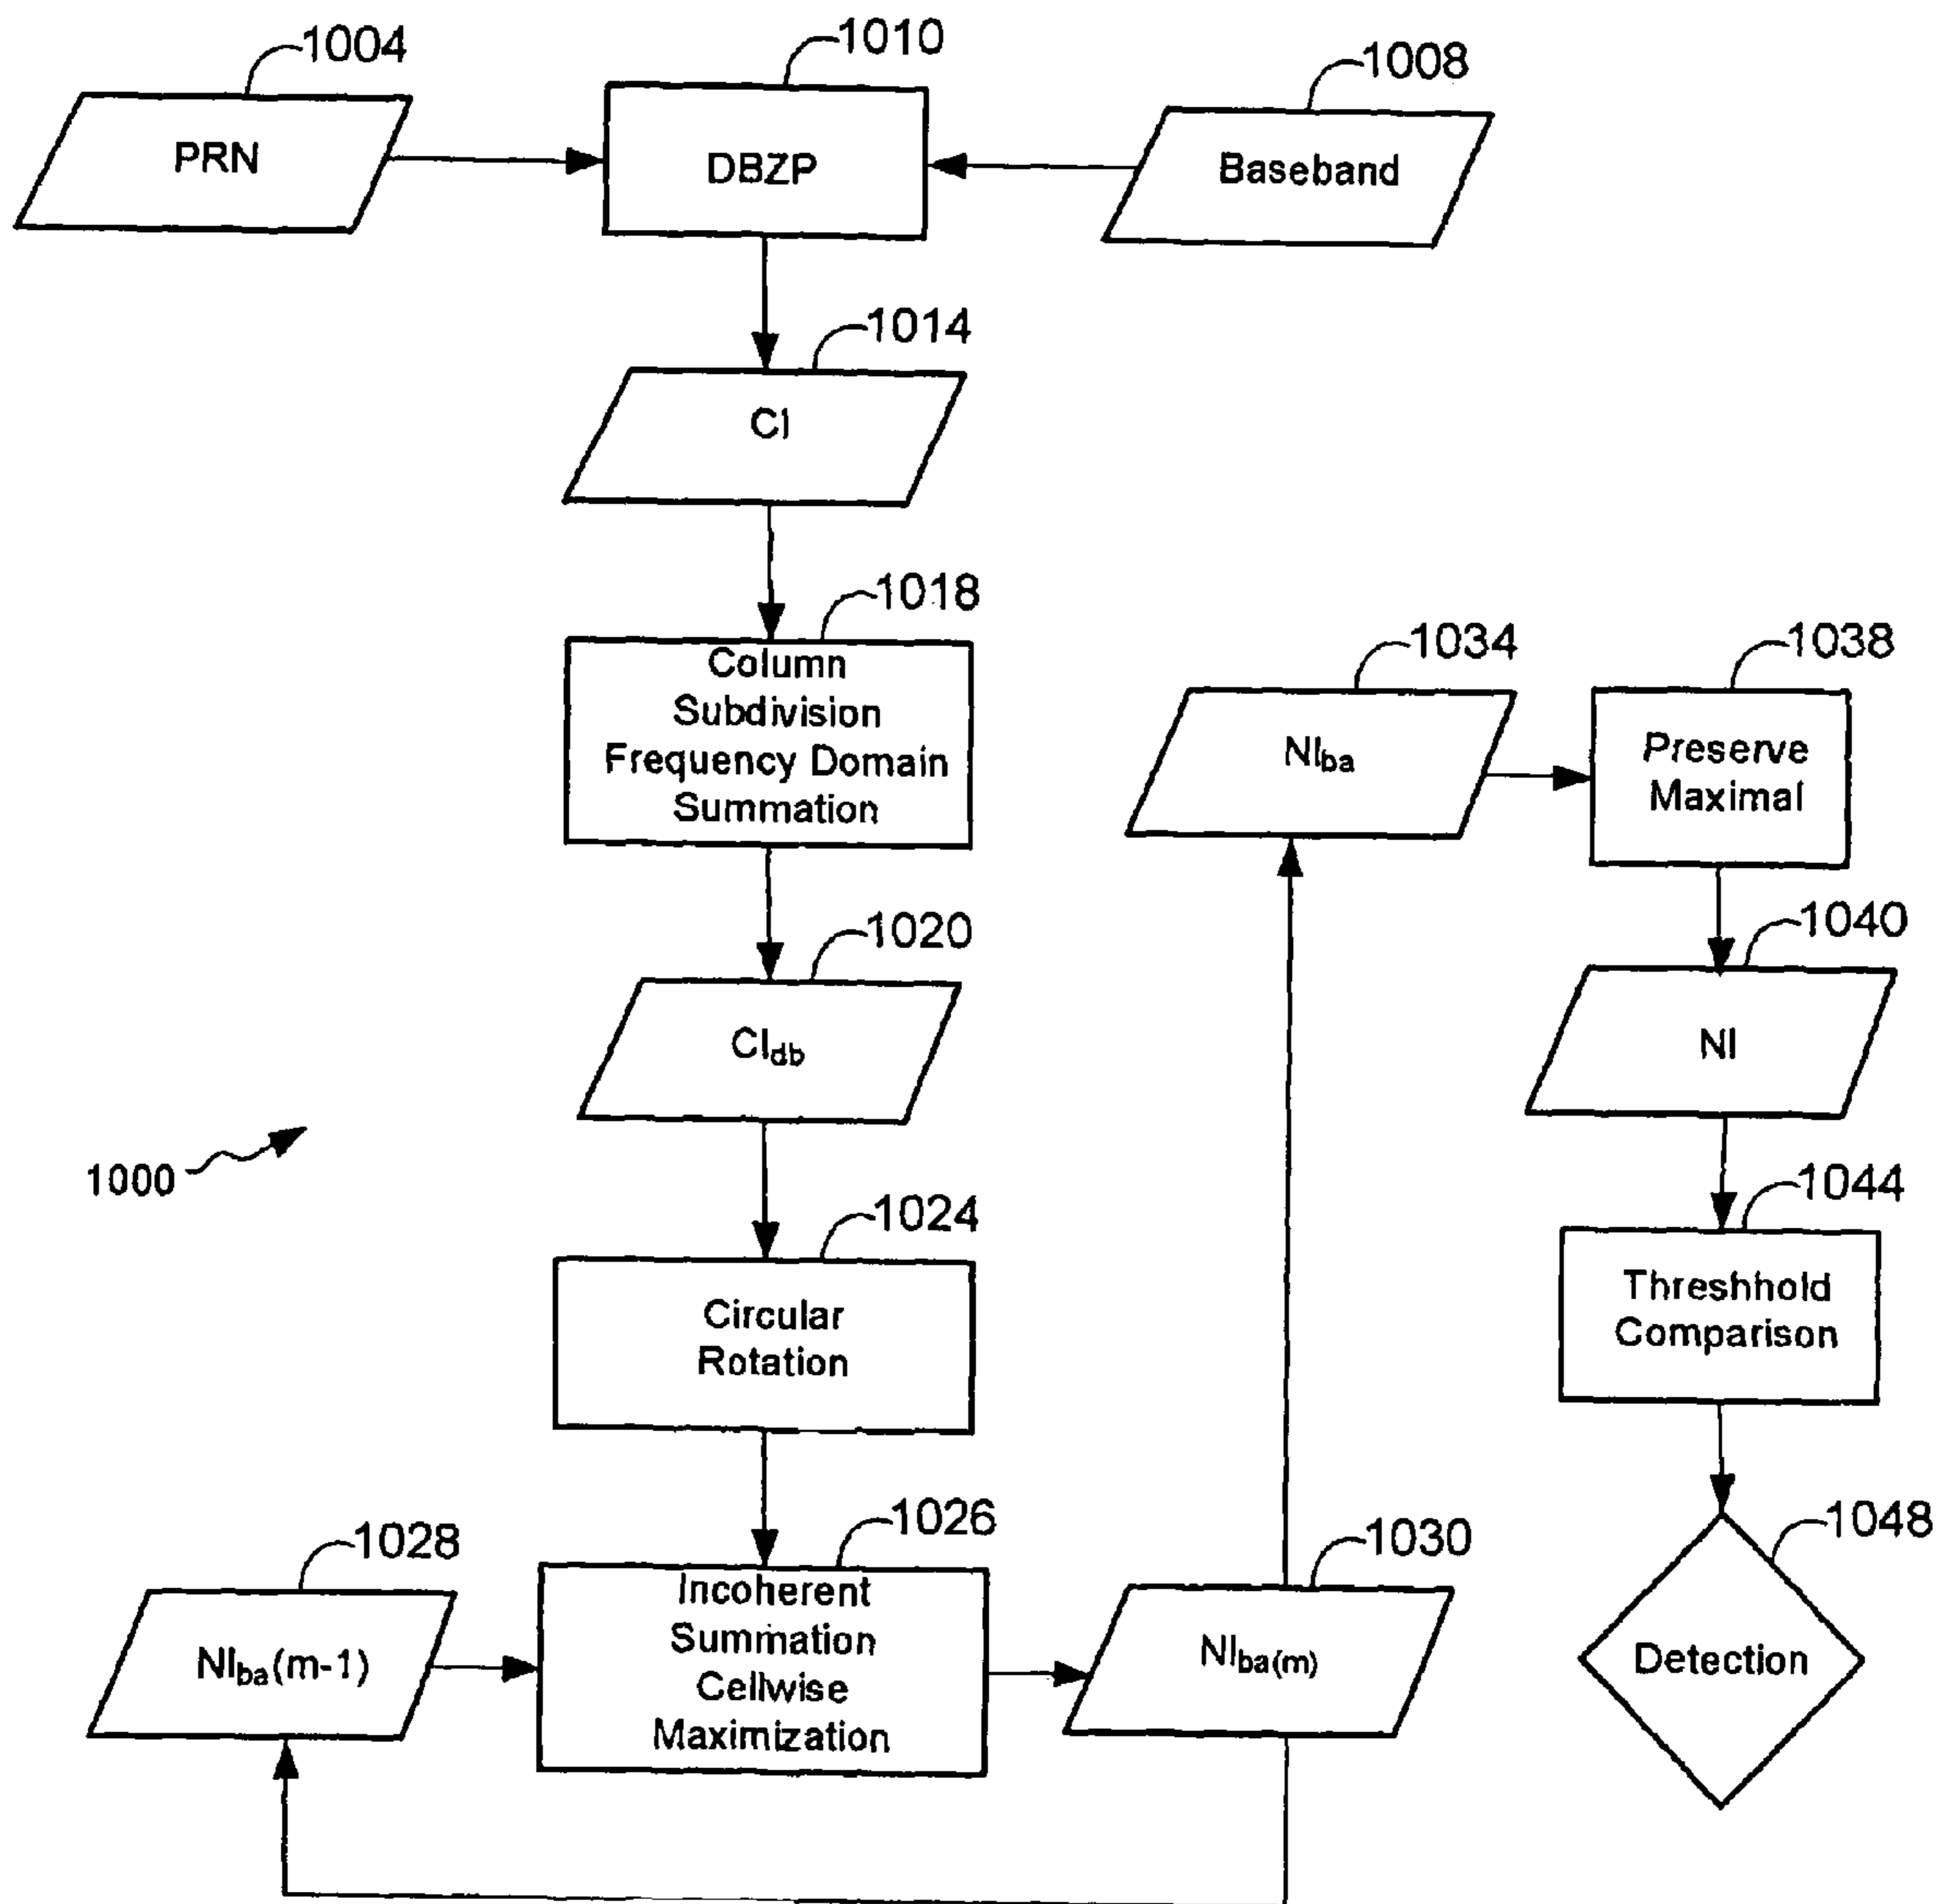 1004
1010
1008
PRN
DBZP
Baseband
1014
CI
1018
Column
Subdivision
Frequency Domain
Summation
1034
1038
NIba
Preserve
Maximal
1020
1040
CIdb
NI
1000
1024
1044
Circular
Rotation
Threshhold
Comparison
1028
1026
1030
1048
NIba(m-1)
Incoherent
Summation
Cellwise
Maximization
NIba(m)
Detection